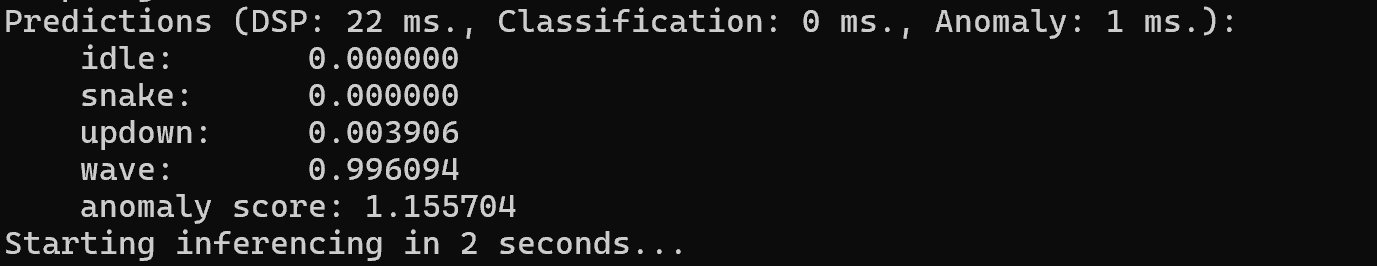 Predictions (DSP: 22 ms., Classification: 0 ms., Anomaly: 1 ms.):
idle: 0.000000
snake: 0.000000
updown: 0.003906
wave: 0.996094
anomaly score: 1.155704
Starting inferencing in 2 seconds...